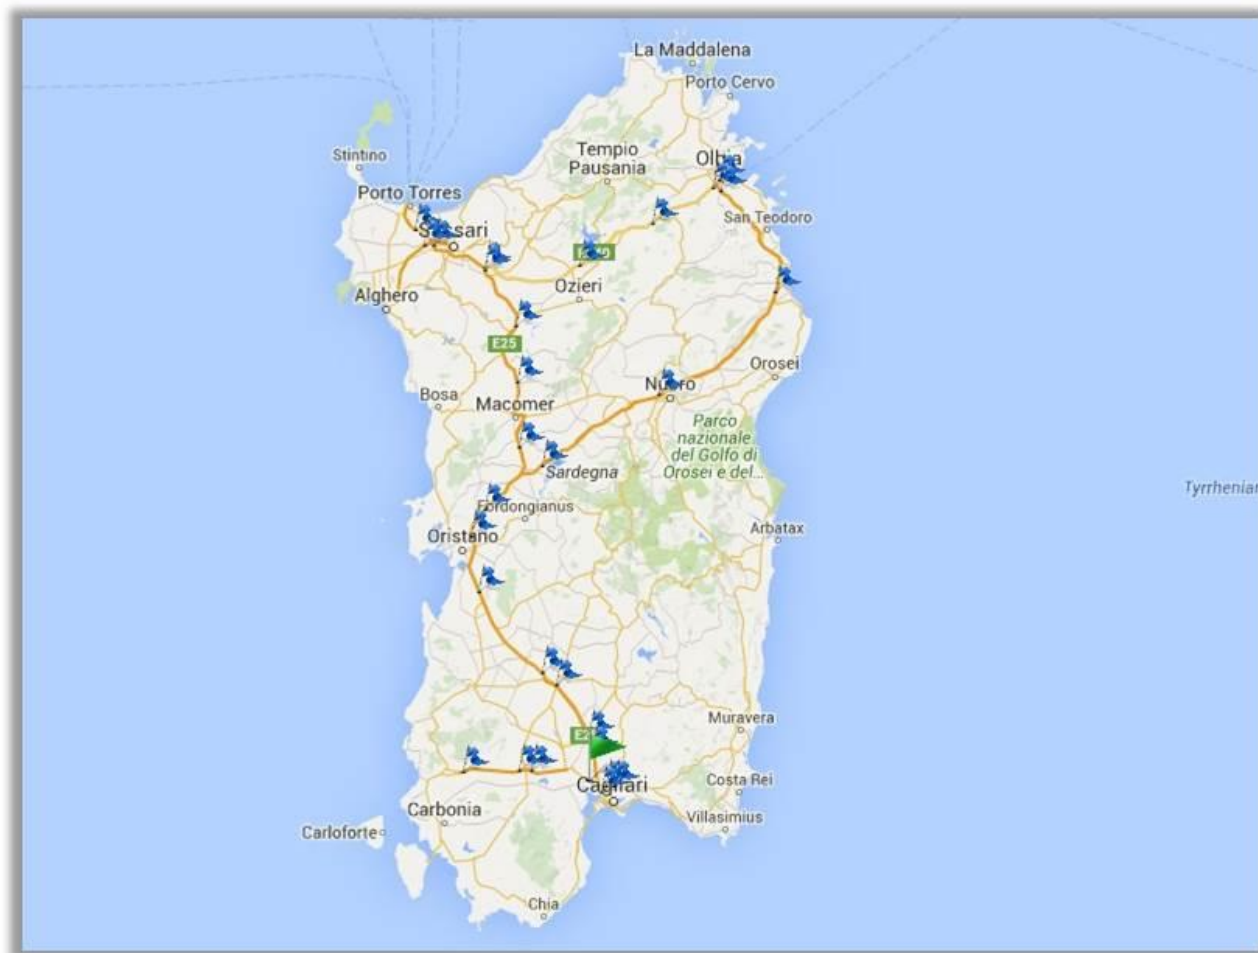 La Maddalena
Porto Cervo
Stintino
Tempio
Pausania
Olbia
Porto Torres
San Teodoro
Sassari
Ozieri
Alghero
E25
Orosei
Nuoro
Bosa
Macomer
Parco
nazionale
del Golfo di
Orosei e del...
Sardegna
Fordongianus
Oristano
Arbatax
Muravera
Costa Rei
Cagliari
Carbonia
Villasimius
Carloforte
Chia